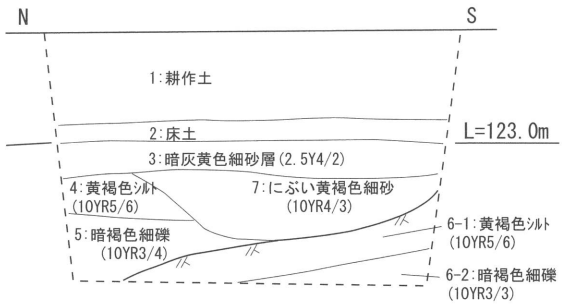 N
S
1:耕作土
2:床土
L=123.0m
3:暗灰黄色細砂層(2.5Y4/2)
4:黄褐色シルト
(10YR5/6)
7:にぶい黄褐色細砂
(10YR4/3)
5:暗褐色細礫
(10YR3/4)
6-1:黄褐色シルト
(10YR5/6)
6-2:暗褐色細礫
(10YR3/3)